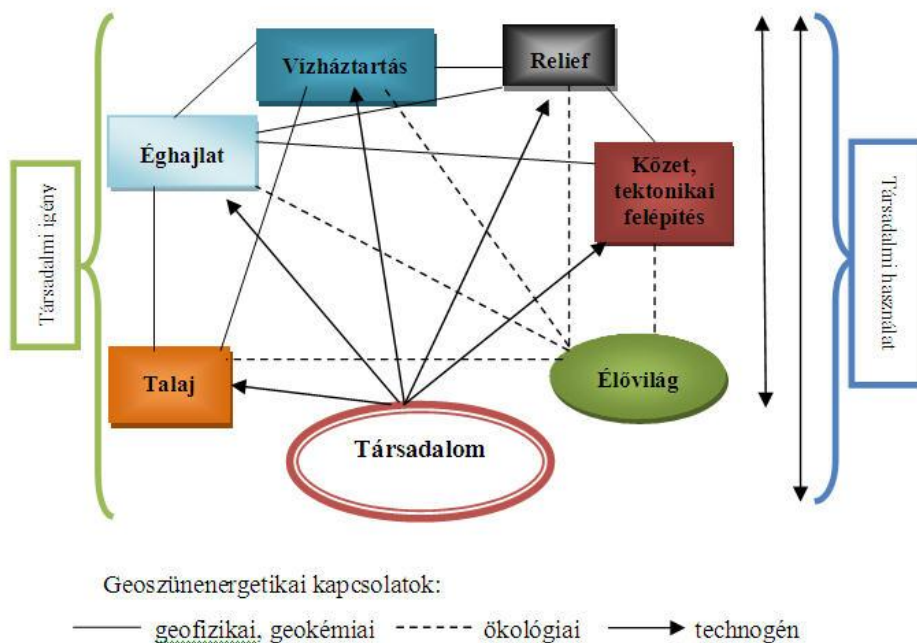 Vízháztartás
Relief
Éghajlat
Kőzet,
tektonikai
felépítés
Társadalmi igény
Társadalmi használat
Talaj
Élővilág
Társadalom
Geoszünenergetikai kapcsolatok:
geofizikai, geokémiai
ökológiai
technogén